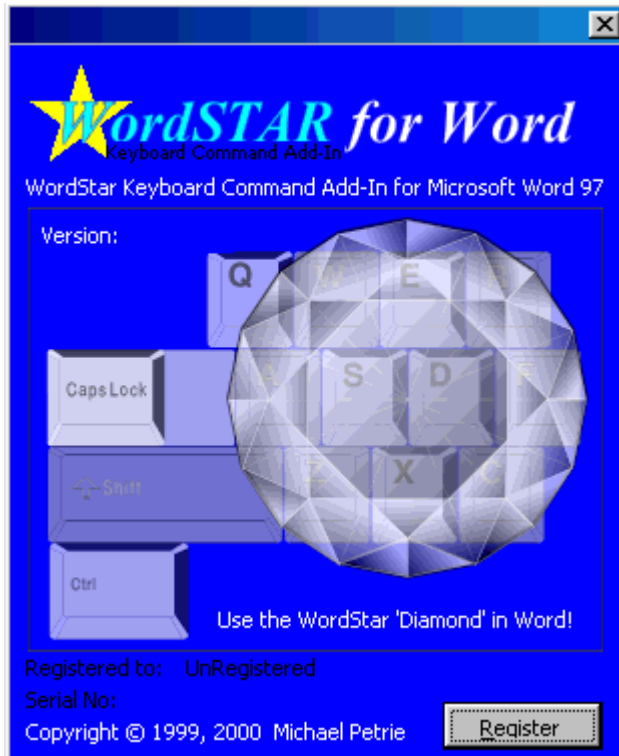 WordSTAR for Word
Keyboard Command Add-In
WordStar Keyboard Command Add-In for Microsoft Word 97
Version:
Q W E R
Caps Lock A S D F
Shift Z X C
Ctrl
Use the WordStar 'Diamond' in Word!
Registered to: UnRegistered
Serial No:
Copyright © 1999, 2000 Michael Petrie
Register